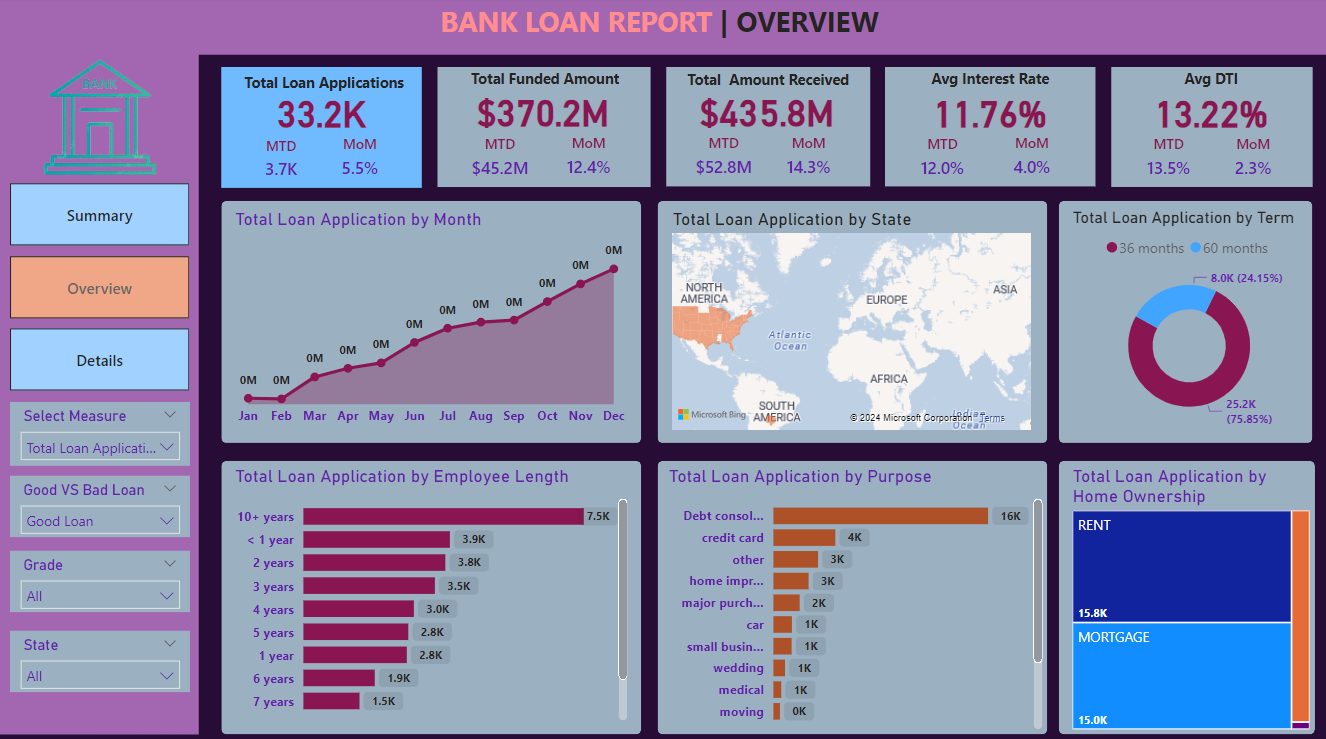 BANK LOAN REPORT | OVERVIEW
BANK
Summary
Overview
Details
Select Measure
Total Loan Applicati...
Good VS Bad Loan
Good Loan
Grade
All
State
All
Total Loan Applications
33.2K
MTD MoM
3.7K 5.5%
Total Funded Amount
$370.2M
MTD MoM
$45.2M 12.4%
Total Amount Received
$435.8M
MTD MoM
$52.8M 14.3%
Avg Interest Rate
11.76%
MTD MoM
12.0% 4.0%
Avg DTI
13.22%
MTD MoM
13.5% 2.3%
Total Loan Application by Month
0M 0M 0M 0M 0M 0M 0M 0M 0M 0M 0M 0M
Jan Feb Mar Apr May Jun Jul Aug Sep Oct Nov Dec
Total Loan Application by State
NORTH
AMERICA
EUROPE
ASIA
Atlantic
Ocean
AFRICA
SOUTH
AMERICA
Indian
Ocean
Microsoft Bing
© 2024 Microsoft Corporation Terms
Total Loan Application by Term
36 months 60 months
8.0K (24.15%)
25.2K
(75.85%)
Total Loan Application by Employee Length
10+ years 7.5K
< 1 year 3.9K
2 years 3.8K
3 years 3.5K
4 years 3.0K
5 years 2.8K
1 year 2.8K
6 years 1.9K
7 years 1.5K
Total Loan Application by Purpose
Debt consol... 16K
credit card 4K
other 3K
home impr... 3K
major purch... 2K
car 1K
small busin... 1K
wedding 1K
medical 1K
moving 0K
Total Loan Application by
Home Ownership
RENT
15.8K
MORTGAGE
15.0K